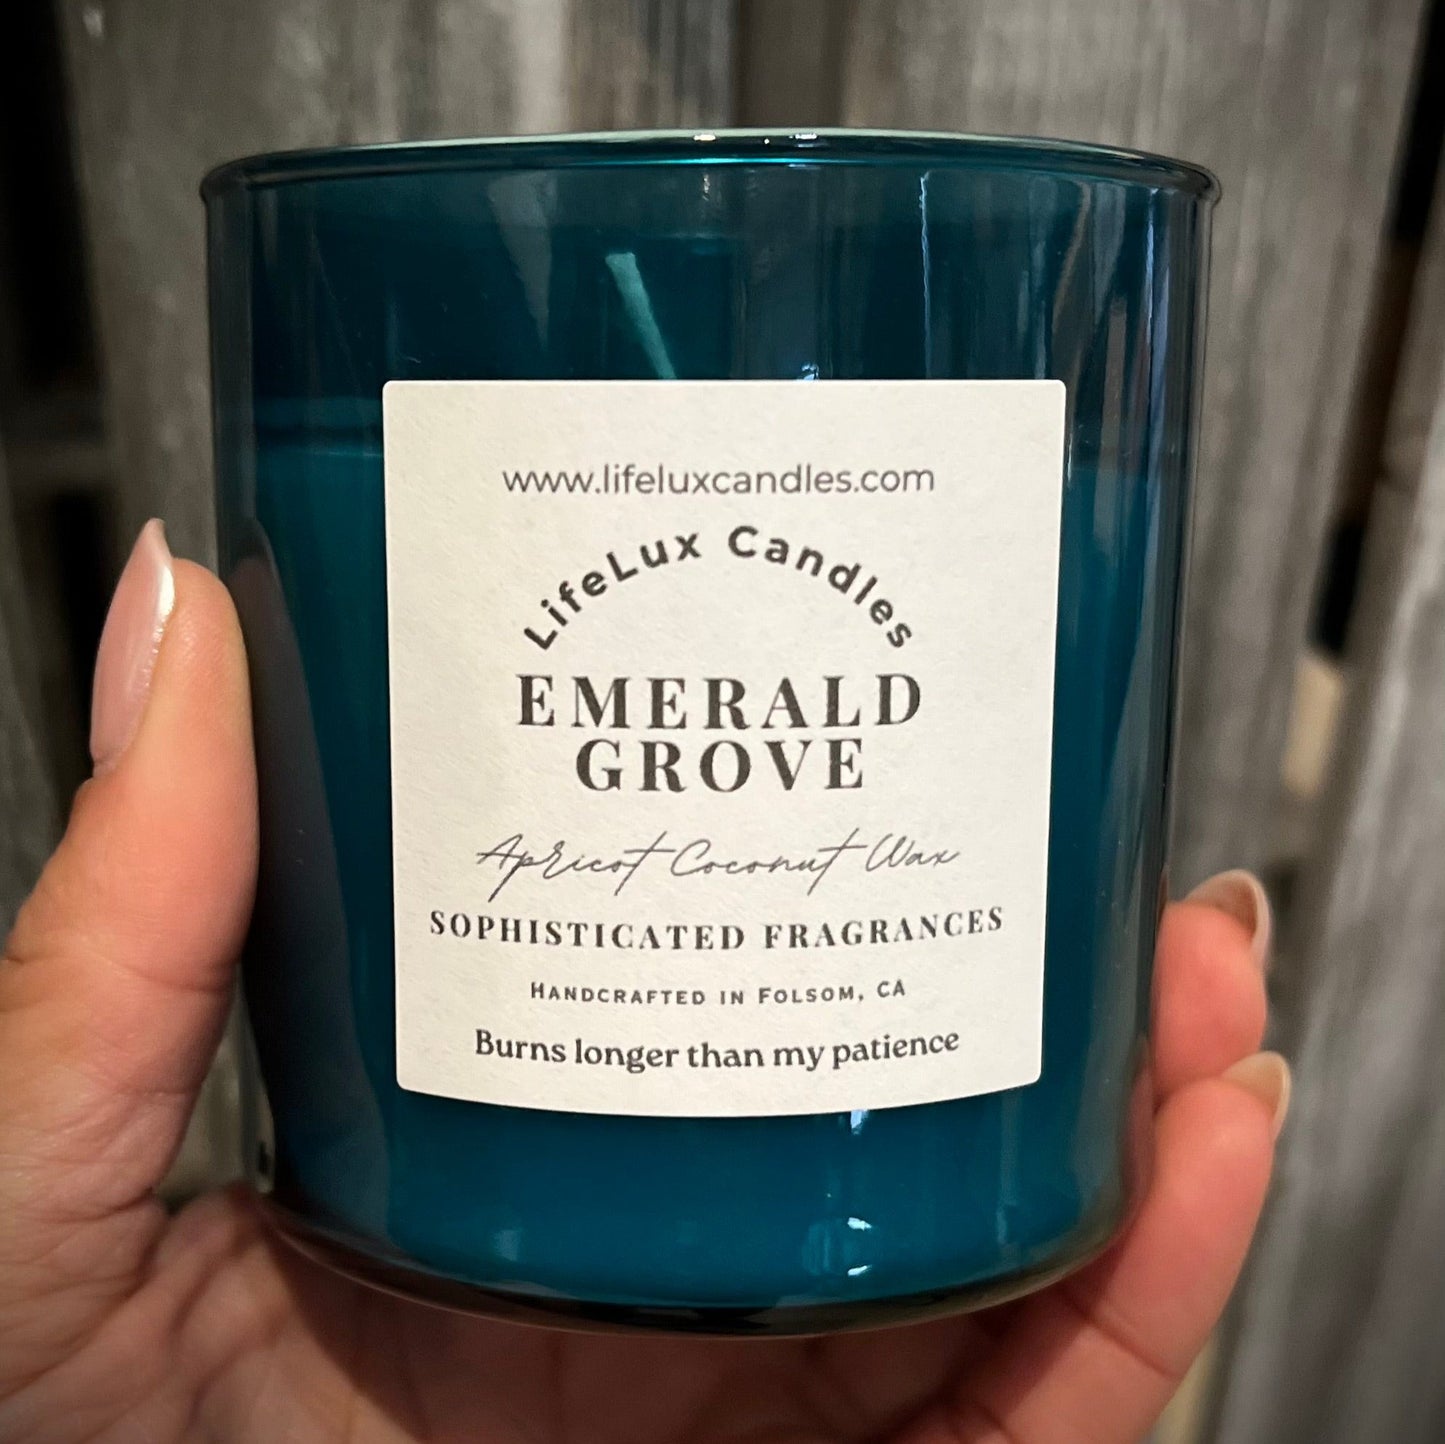 www.lifeluxcandles.com
LifeLux Candles
EMERALD
GROVE
Apricot Coconut Wax
SOPHISTICATED FRAGRANCES
HANDCRAFTED IN FOLSOM, CA
Burns longer than my patience